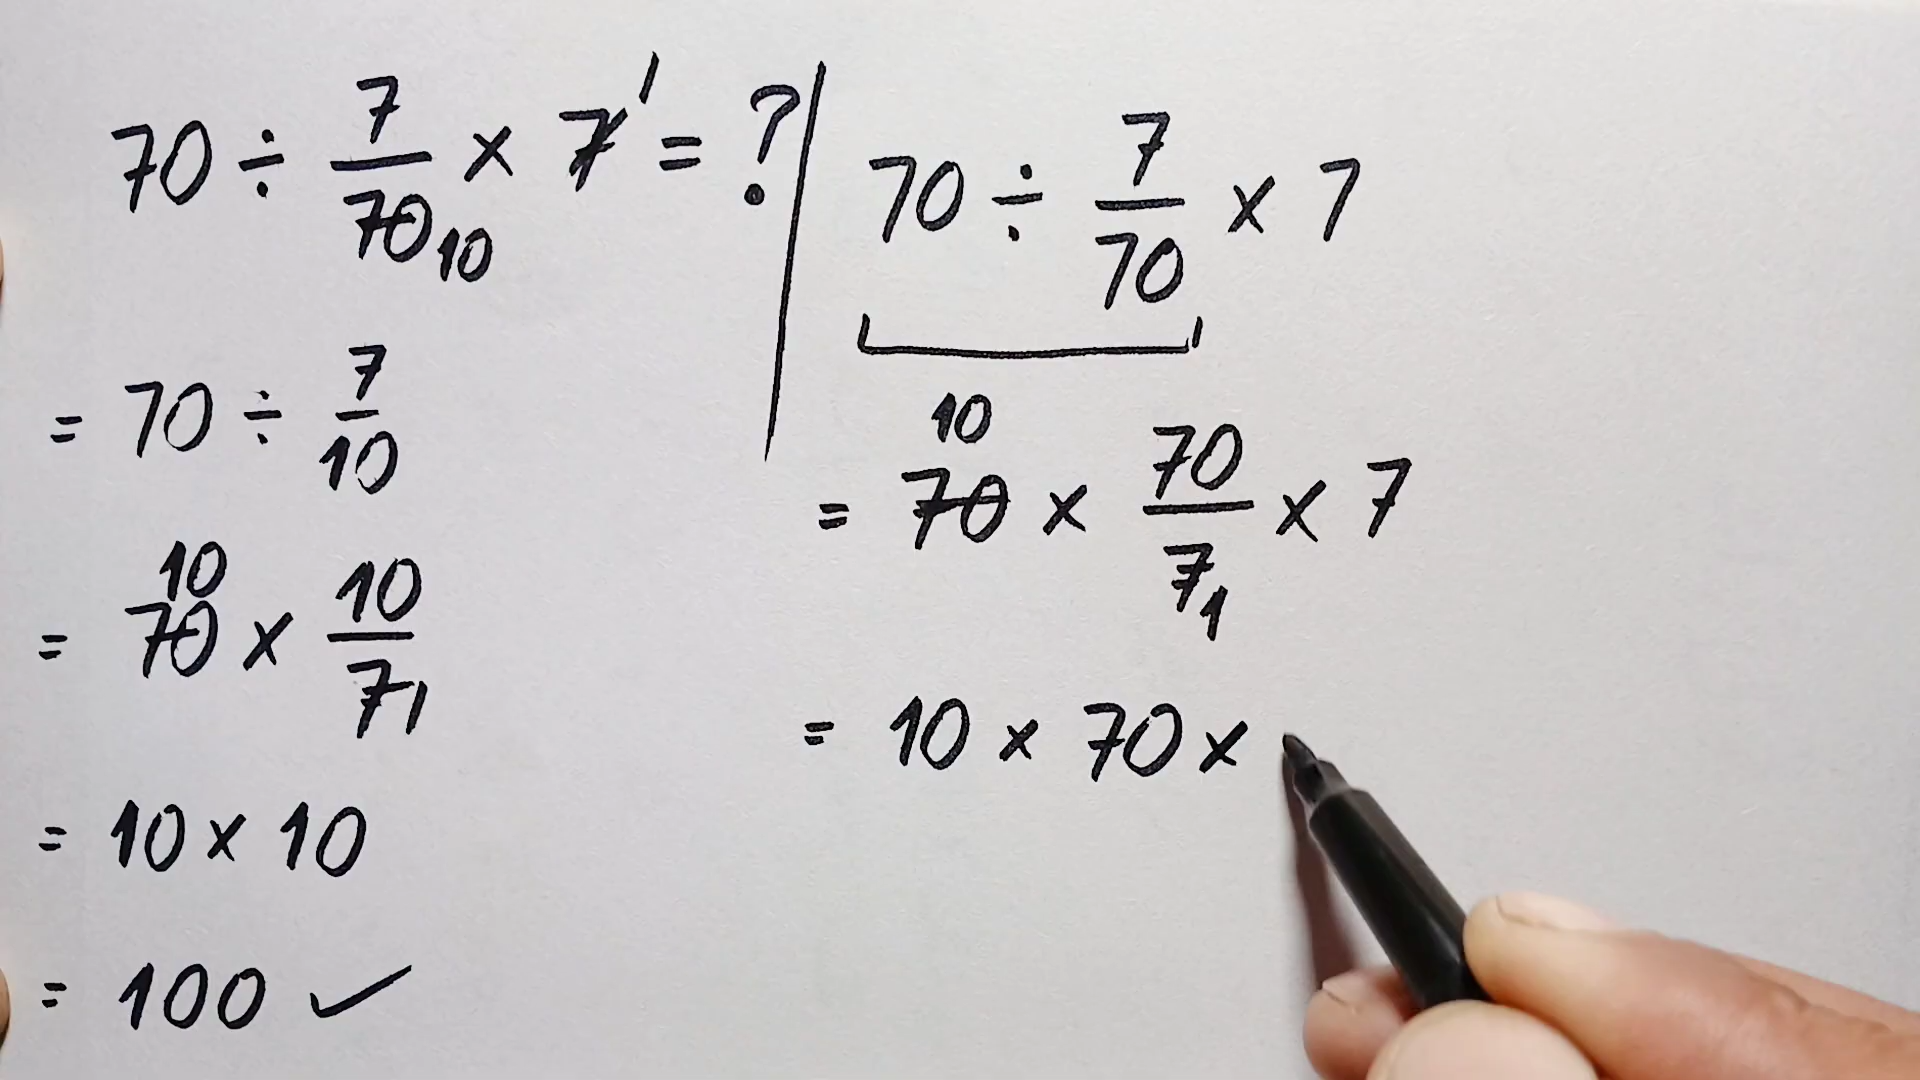 70 ÷ 7/70 10 × 7 1 = ?
= 70 ÷ 7/10
10
= 70 × 10/7 1
= 10 × 10
= 100 ✓
70 ÷ 7/70 × 7
10
= 70 × 70/7 1 × 7
= 10 × 70 ×